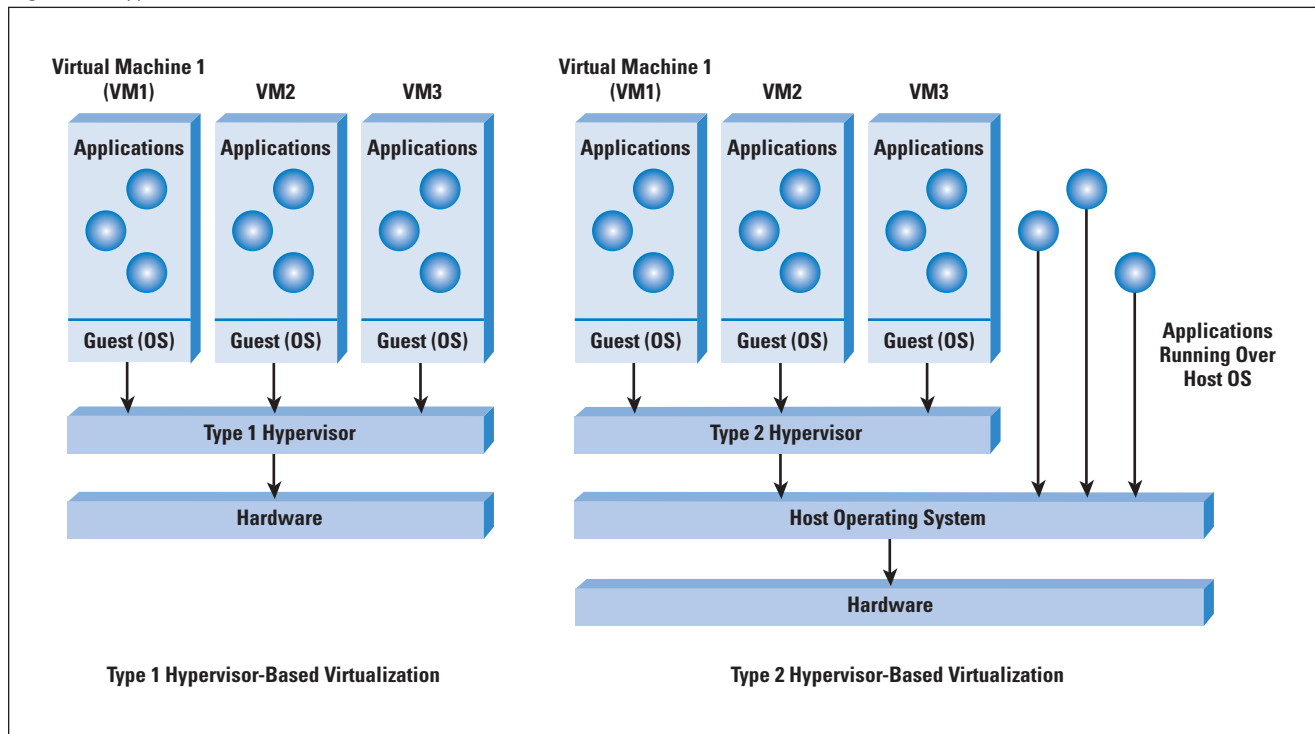 Virtual Machine 1
(VM1)
VM2
VM3
Applications
Applications
Applications
Guest (OS)
Guest (OS)
Guest (OS)
Type 1 Hypervisor
Hardware
Type 1 Hypervisor-Based Virtualization
Virtual Machine 1
(VM1)
VM2
VM3
Applications
Applications
Applications
Guest (OS)
Guest (OS)
Guest (OS)
Applications
Running Over
Host OS
Type 2 Hypervisor
Host Operating System
Hardware
Type 2 Hypervisor-Based Virtualization